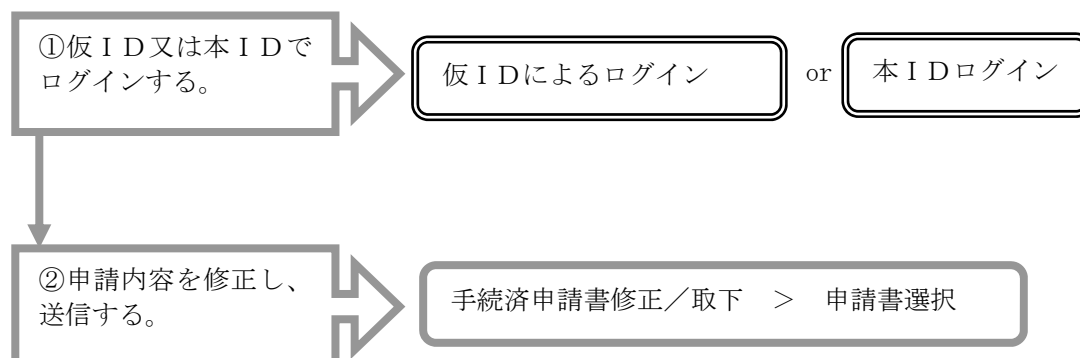 ①仮ＩＤ又は本ＩＤで
ログインする。
仮ＩＤによるログイン
or
本ＩＤログイン
②申請内容を修正し、
送信する。
手続済申請書修正／取下　＞　申請書選択